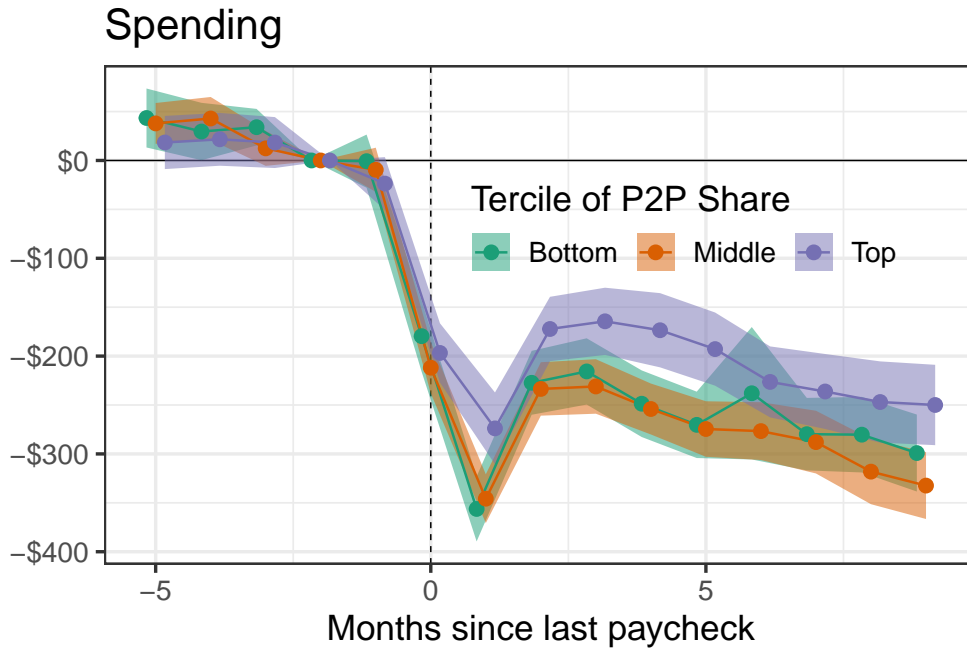 Spending
$0
−$100
−$200
−$300
−$400
Tercile of P2P Share
Bottom Middle Top
−5 0 5
Months since last paycheck